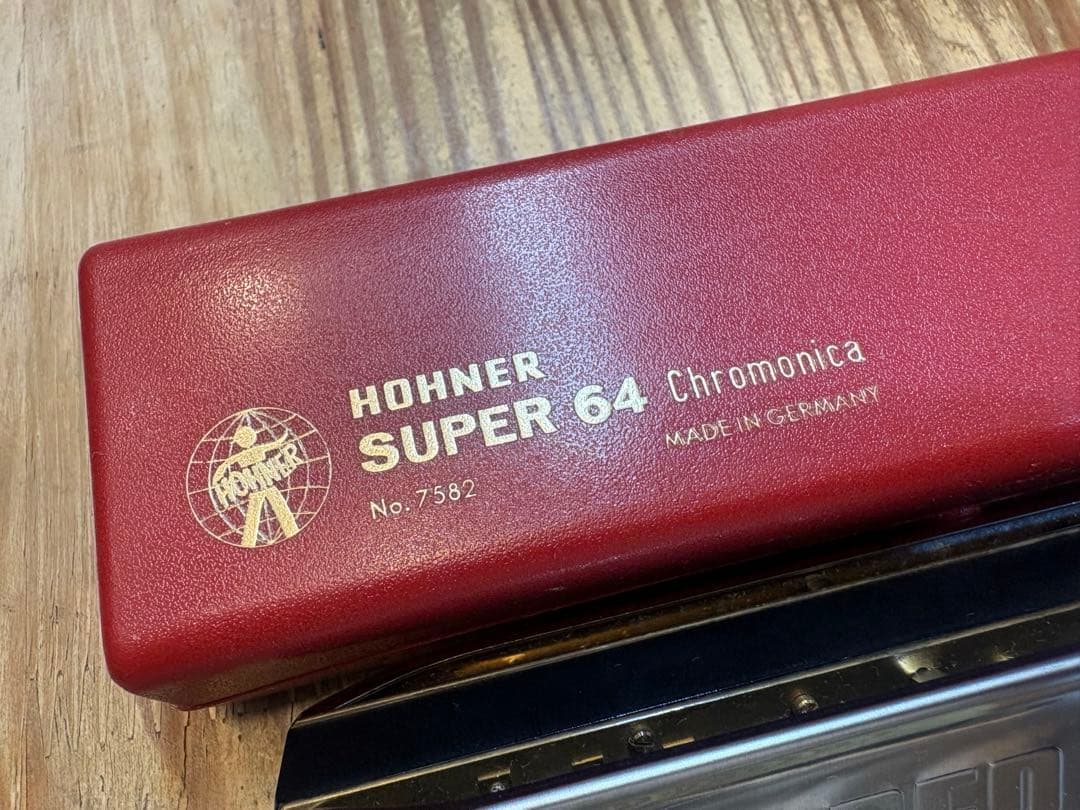 HOHNER
HOHNER
SUPER 64 Chromonica
MADE IN GERMANY
No. 7582